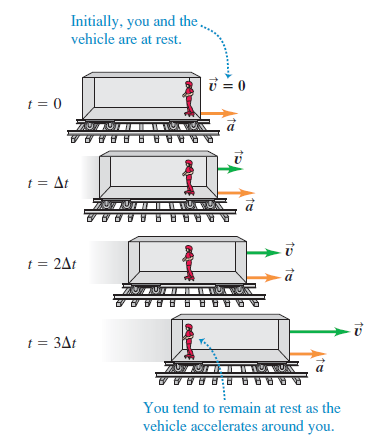 Initially, you and the
vehicle are at rest.
t = 0
v⃗ = 0
a⃗
t = Δt
v⃗
a⃗
t = 2Δt
v⃗
a⃗
t = 3Δt
v⃗
a⃗
You tend to remain at rest as the
vehicle accelerates around you.